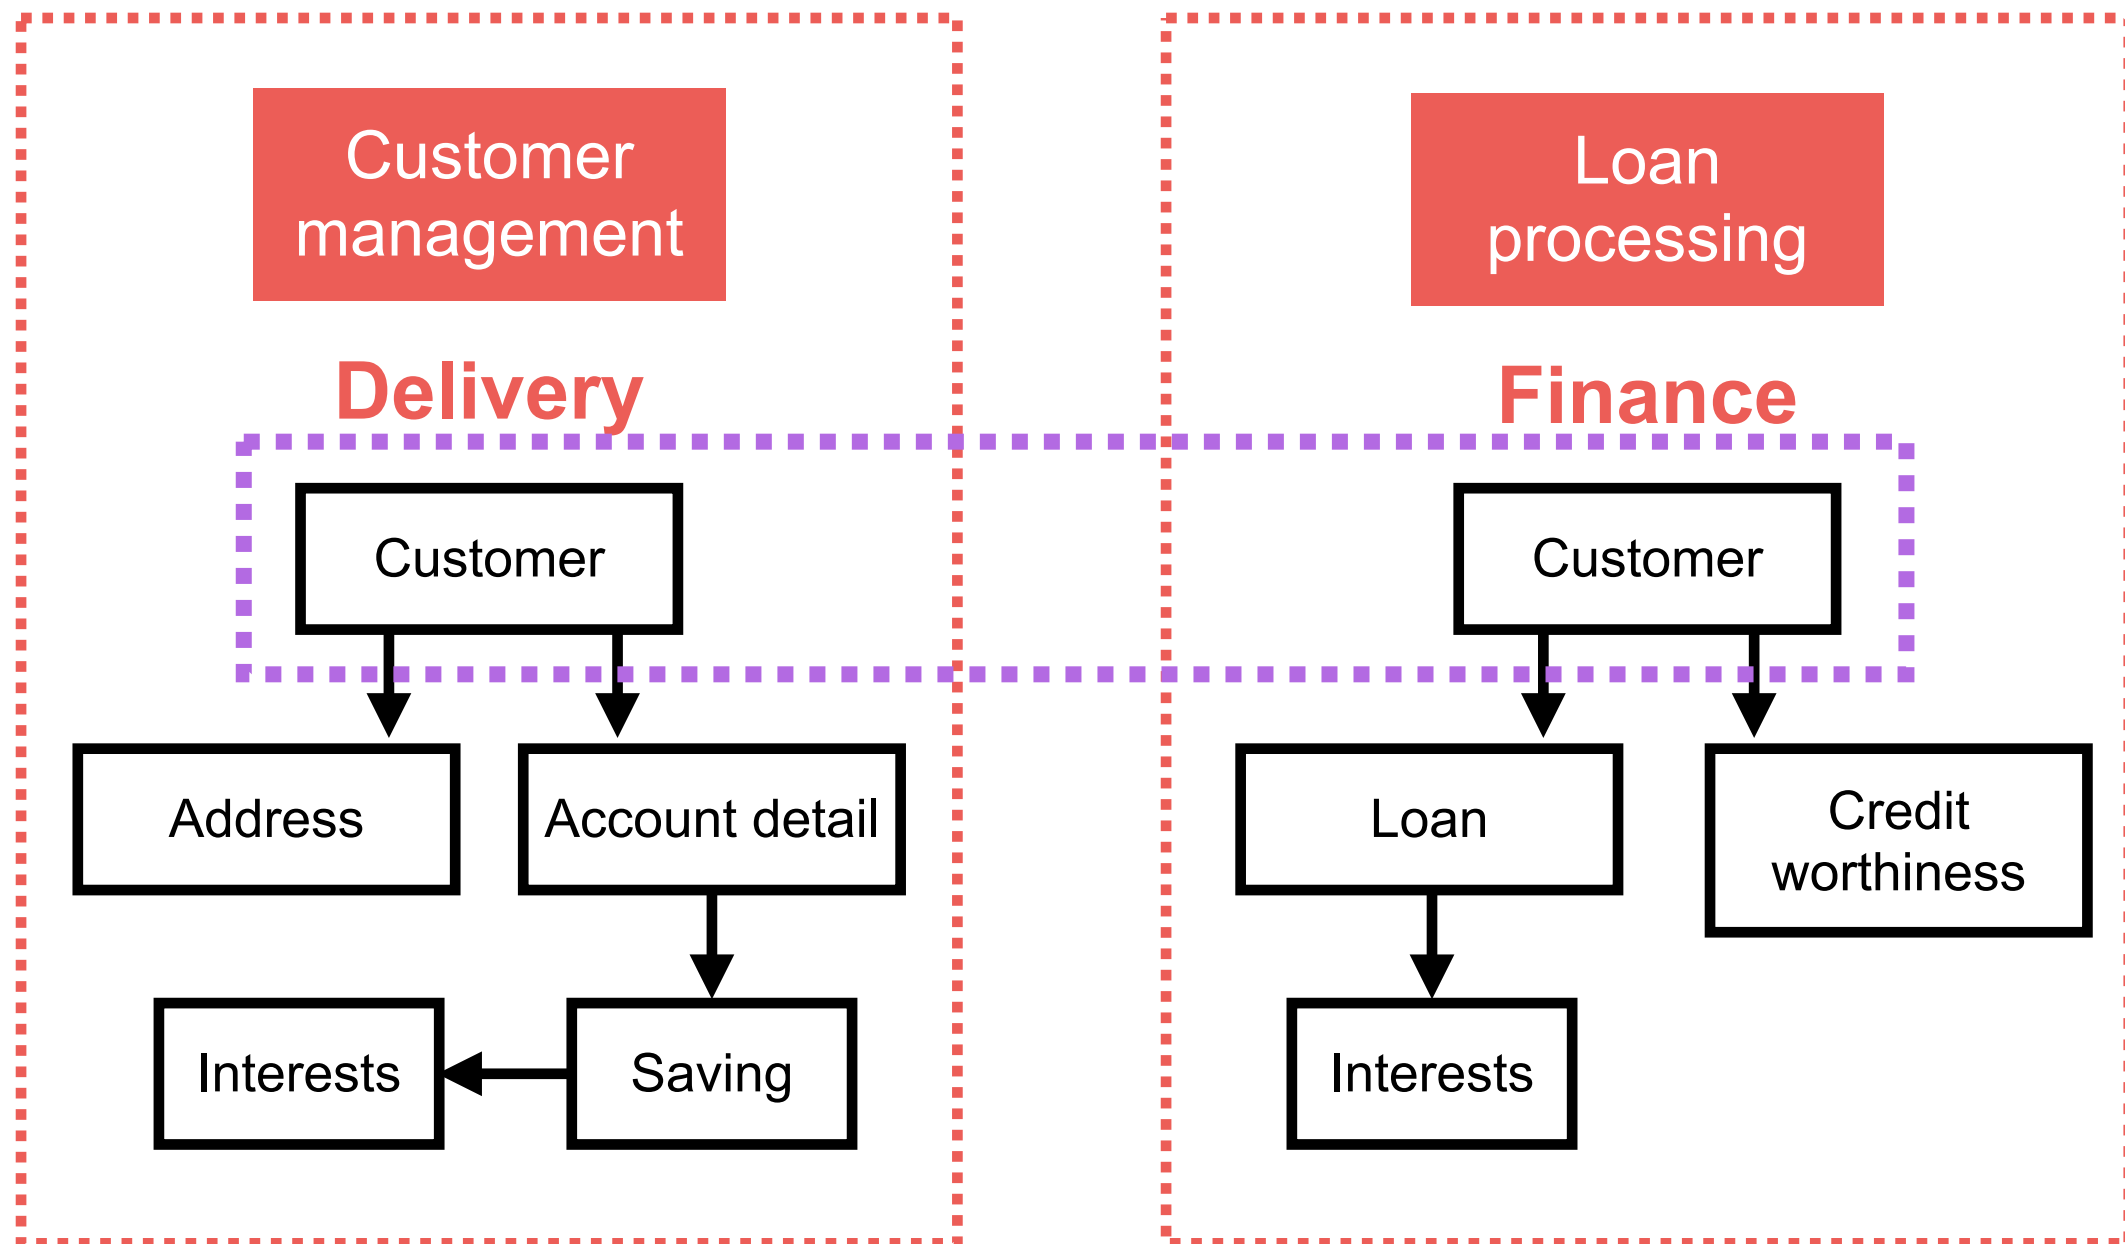 Customer
management
Delivery
Customer
Address
Account detail
Interests
Saving
Loan
processing
Finance
Customer
Loan
Credit
worthiness
Interests